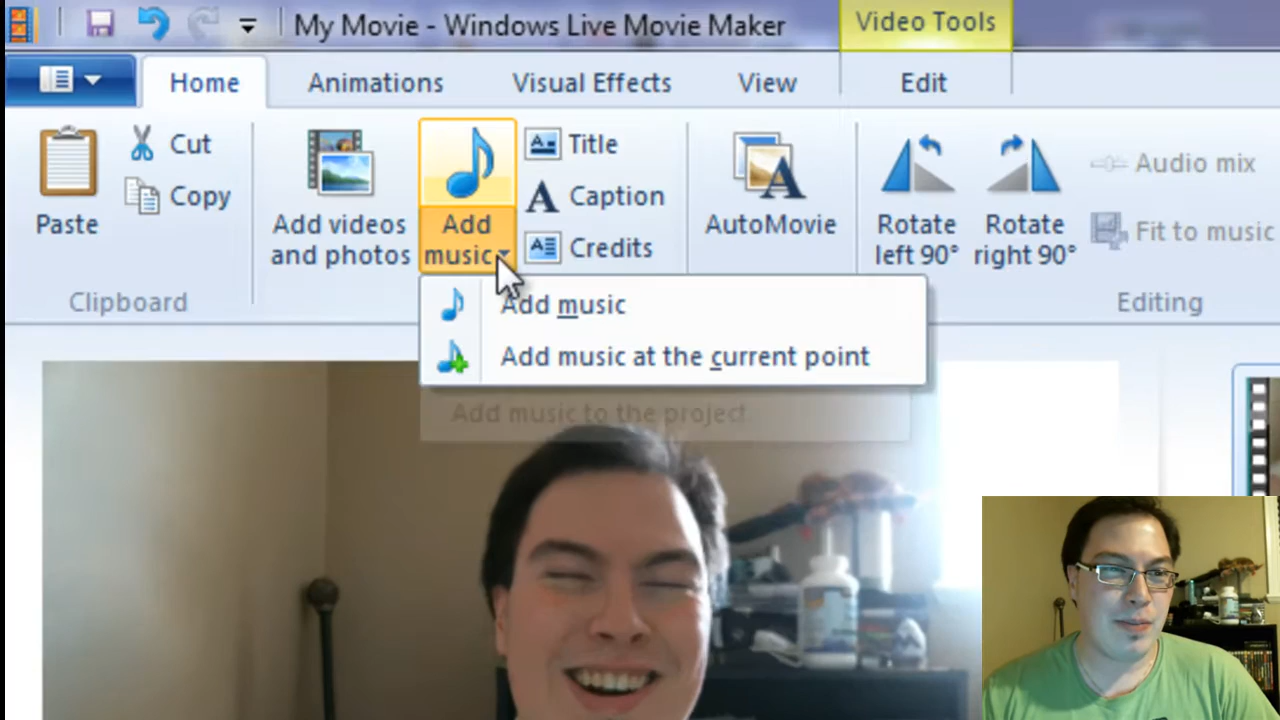 My Movie - Windows Live Movie Maker
Video Tools
Home
Animations
Visual Effects
View
Edit
Paste
Cut
Copy
Clipboard
Add videos
and photos
Add
music
Title
Caption
Credits
AutoMovie
Rotate
left 90°
Rotate
right 90°
Audio mix
Fit to music
Editing
Add music
Add music at the current point
Add music to the project